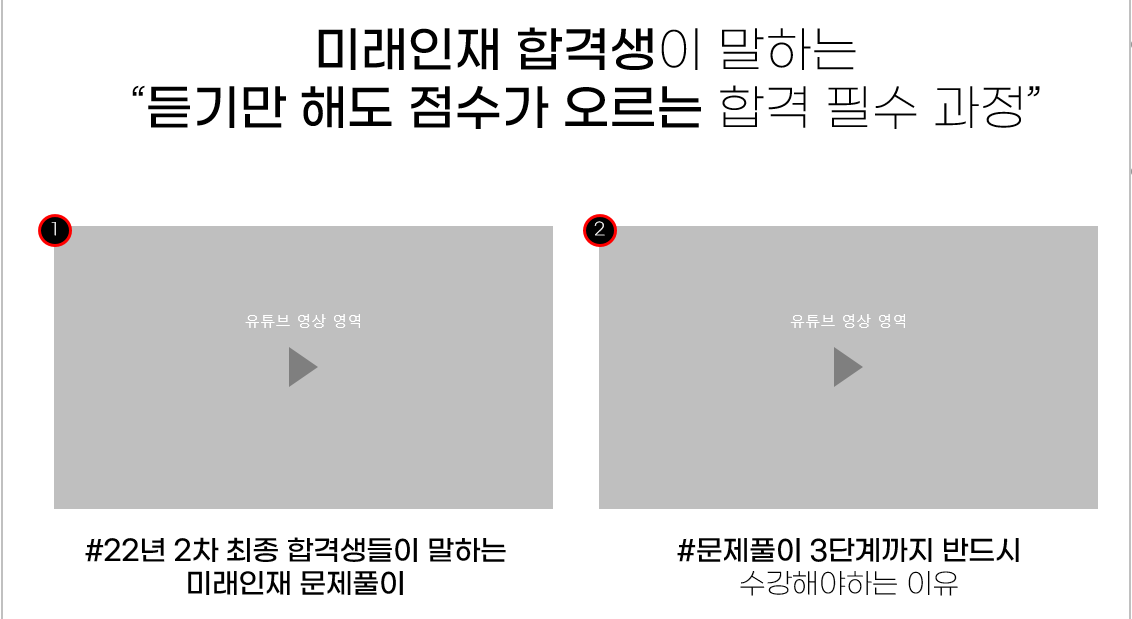 미래인재 합격생이 말하는
“듣기만 해도 점수가 오르는 합격 필수 과정”
1
2
유튜브 영상 영역
유튜브 영상 영역
#22년 2차 최종 합격생들이 말하는
미래인재 문제풀이
#문제풀이 3단계까지 반드시
수강해야하는 이유